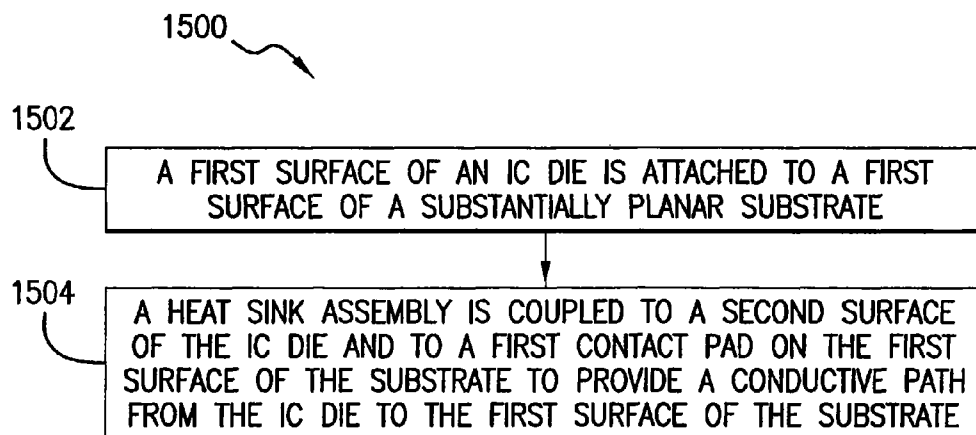 1500
1502
A FIRST SURFACE OF AN IC DIE IS ATTACHED TO A FIRST
SURFACE OF A SUBSTANTIALLY PLANAR SUBSTRATE
1504
A HEAT SINK ASSEMBLY IS COUPLED TO A SECOND SURFACE
OF THE IC DIE AND TO A FIRST CONTACT PAD ON THE FIRST
SURFACE OF THE SUBSTRATE TO PROVIDE A CONDUCTIVE PATH
FROM THE IC DIE TO THE FIRST SURFACE OF THE SUBSTRATE